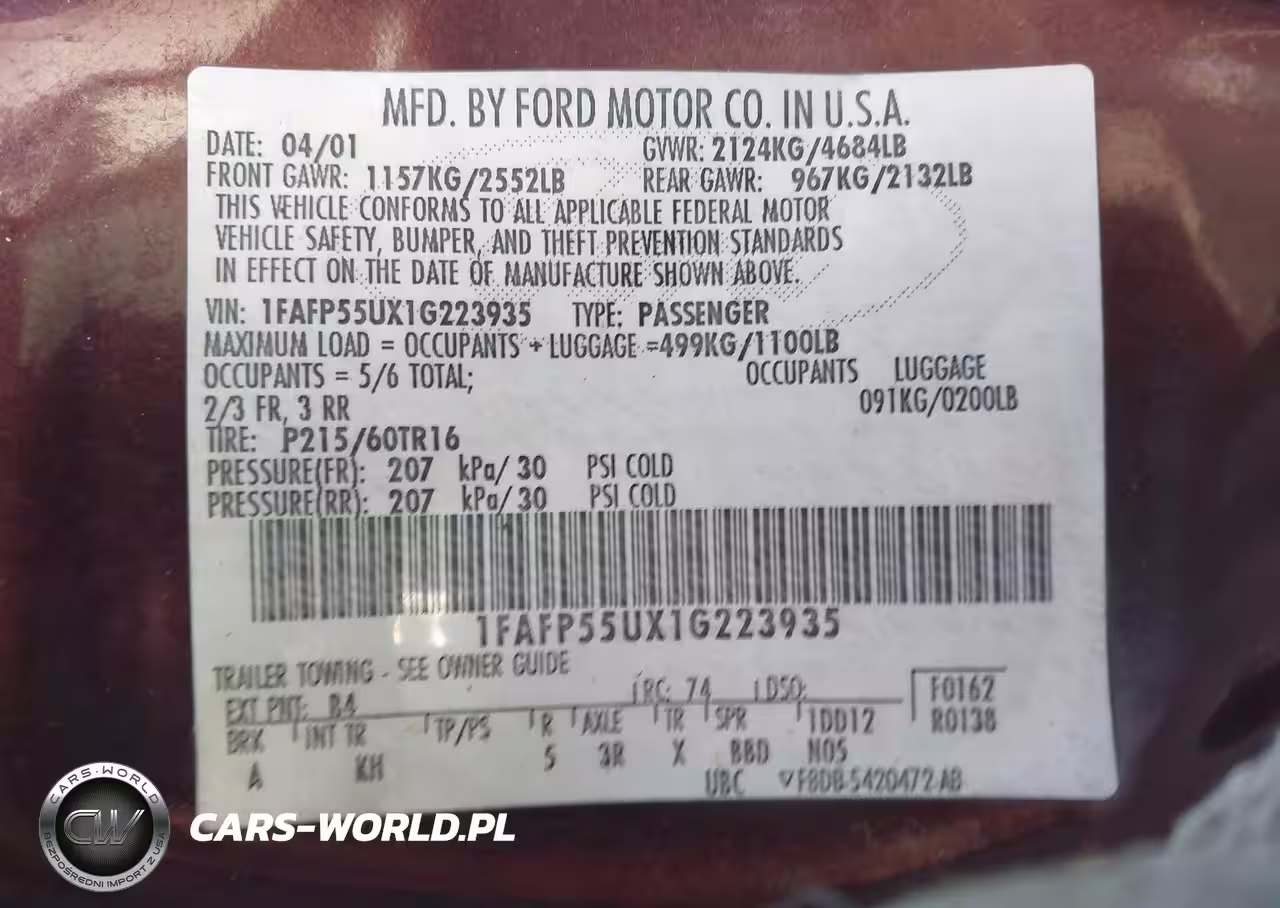 MFD. BY FORD MOTOR CO. IN U.S.A.
DATE: 04/01 GVWR: 2124KG/4684LB
FRONT GAWR: 1157KG/2552LB REAR GAWR: 967KG/2132LB
THIS VEHICLE CONFORMS TO ALL APPLICABLE FEDERAL MOTOR
VEHICLE SAFETY, BUMPER, AND THEFT PREVENTION STANDARDS
IN EFFECT ON THE DATE OF MANUFACTURE SHOWN ABOVE.
VIN: 1FAFP55UX1G223935 TYPE: PASSENGER
MAXIMUM LOAD = OCCUPANTS + LUGGAGE =499KG/1100LB
OCCUPANTS = 5/6 TOTAL; OCCUPANTS LUGGAGE
2/3 FR, 3 RR 091KG/0200LB
TIRE: P215/60TR16
PRESSURE(FR): 207 kPa/ 30 PSI COLD
PRESSURE(RR): 207 kPa/ 30 PSI COLD
1FAFP55UX1G223935
TRAILER TOWING - SEE OWNER GUIDE
EXT PNT: B4 RC: 74 DSO: F0162
BRK INT TR TP/PS R AXLE TR SPR 1DD12 R0138
A KH 5 3R X BBD N05
UBC F8DB-5420472-AB
CARS-WORLD
CW
BEZPOŚREDNI IMPORT Z USA
CARS-WORLD.PL